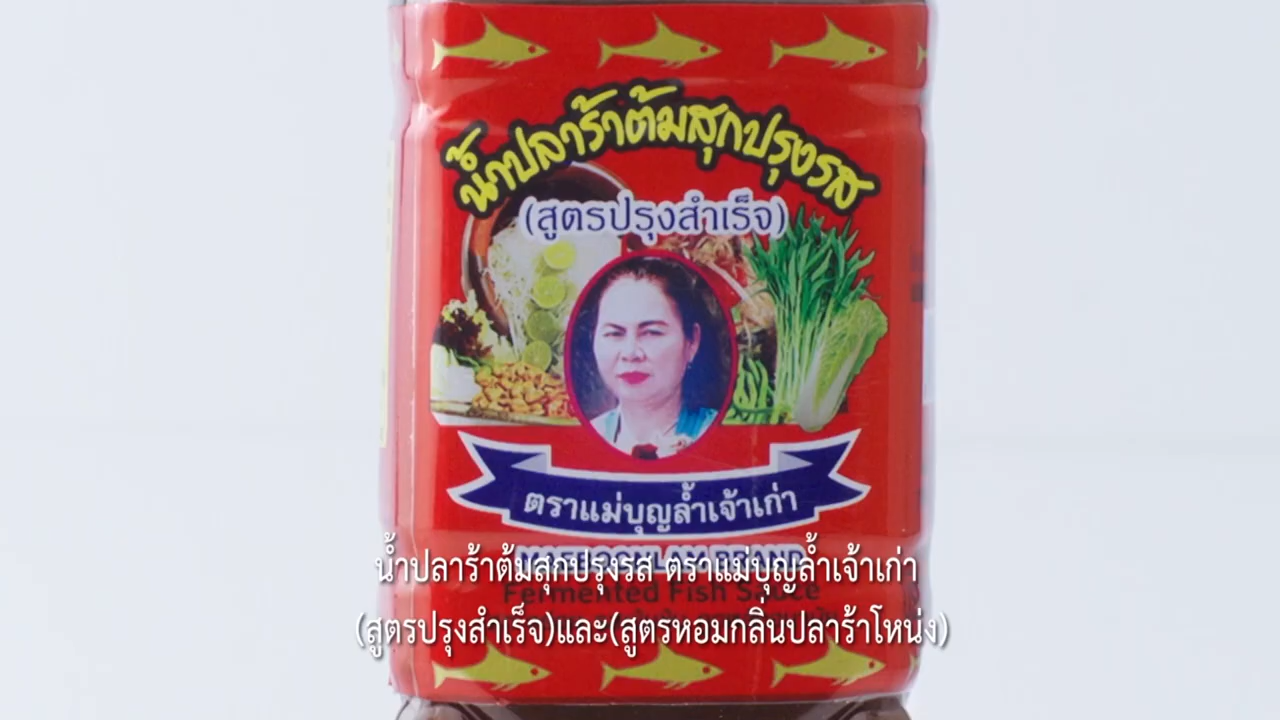 น้ำปลาร้าต้มสุกปรุงรส
(สูตรปรุงสำเร็จ)
ตราแม่บุญล้ำเจ้าเก่า
MAEBOONLAM BRAND
น้ำปลาร้าต้มสุกปรุงรส ตราแม่บุญล้ำเจ้าเก่า
Fermented Fish Sauce
(สูตรปรุงสำเร็จ)และ(สูตรหอมกลิ่นปลาร้าโหน่ง)